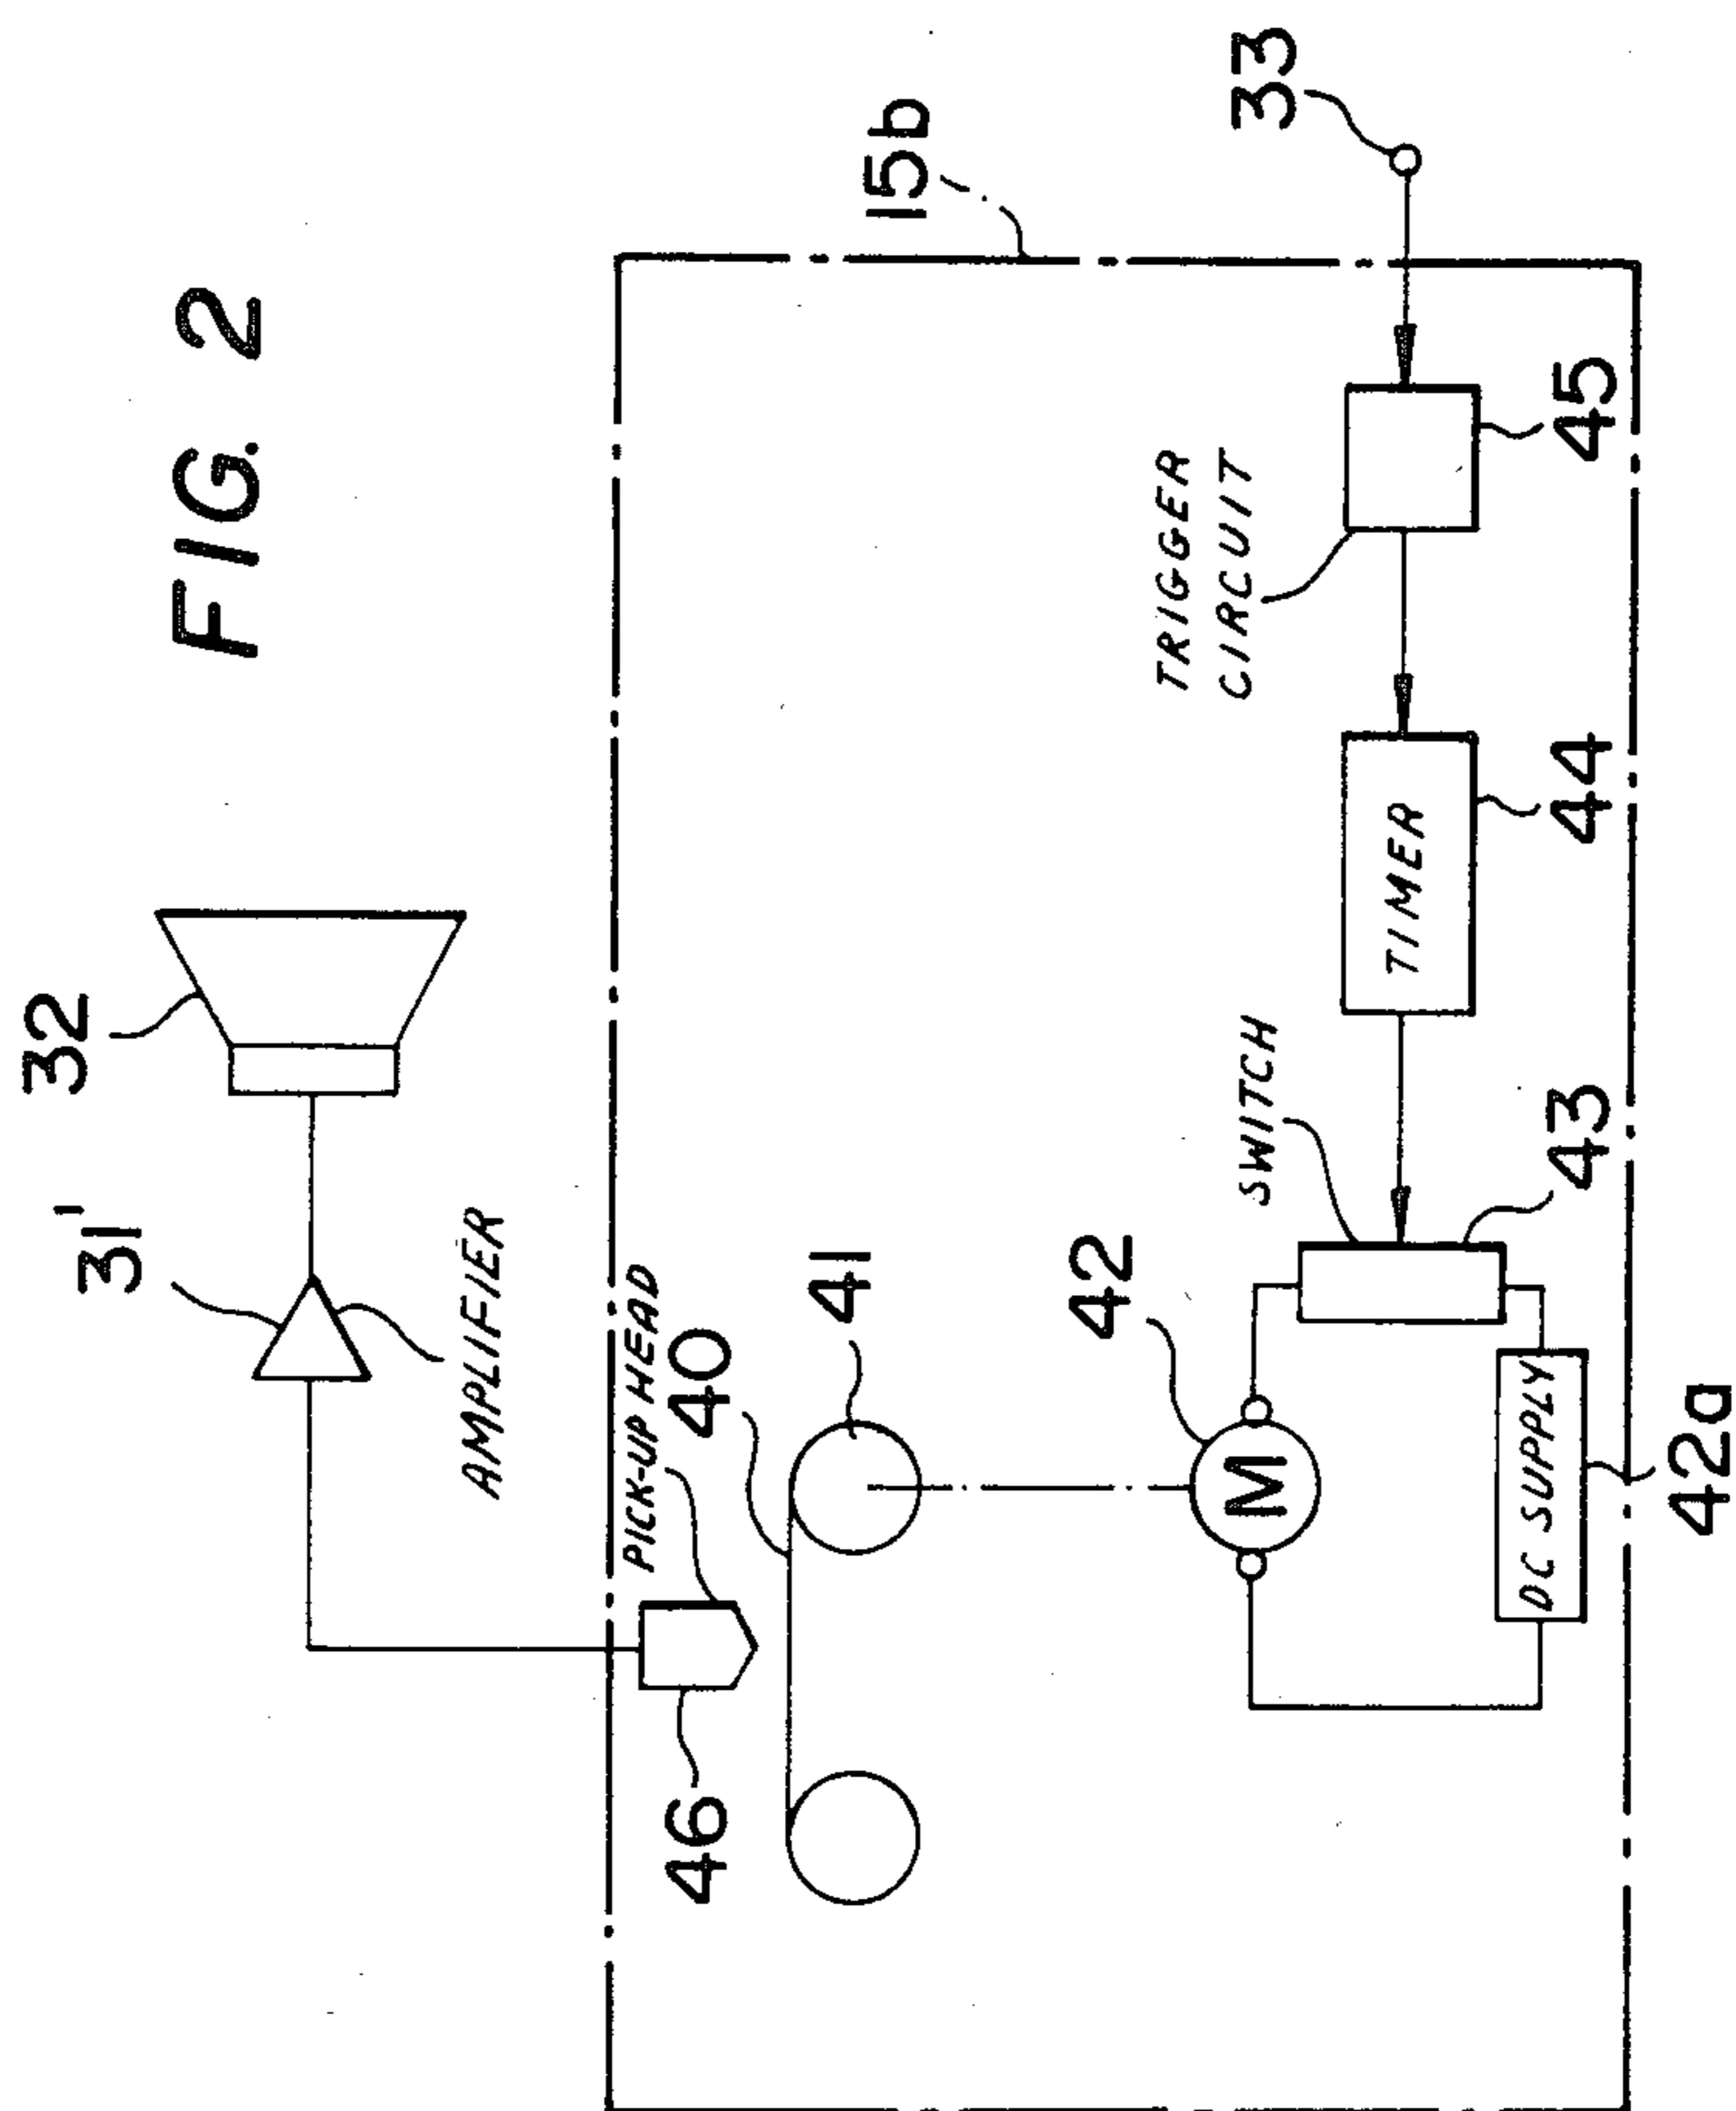 FIG. 2
32
31'
AMPLIFIER
15b
PICK-UP HEAD
46
40
41
42
M
SWITCH
TRIGGER
CIRCUIT
33
TIMER
DC SUPPLY
42a
43
44
45